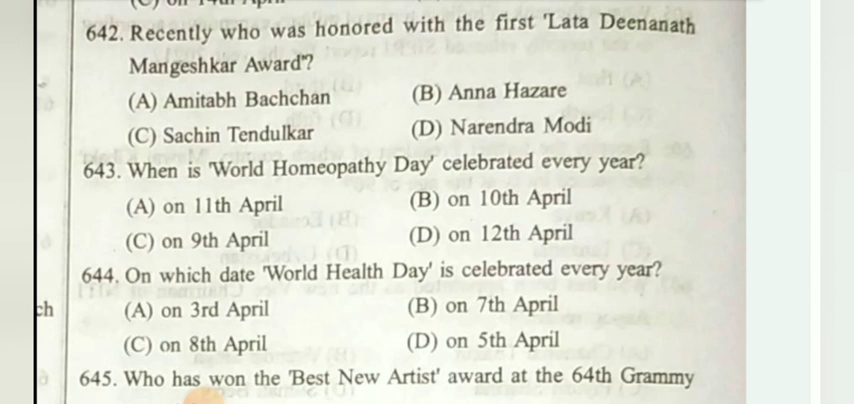 642. Recently who was honored with the first 'Lata Deenanath
Mangeshkar Award'?
(A) Amitabh Bachchan (B) Anna Hazare
(C) Sachin Tendulkar (D) Narendra Modi
643. When is 'World Homeopathy Day' celebrated every year?
(A) on 11th April (B) on 10th April
(C) on 9th April (D) on 12th April
644. On which date 'World Health Day' is celebrated every year?
ch (A) on 3rd April (B) on 7th April
(C) on 8th April (D) on 5th April
645. Who has won the 'Best New Artist' award at the 64th Grammy